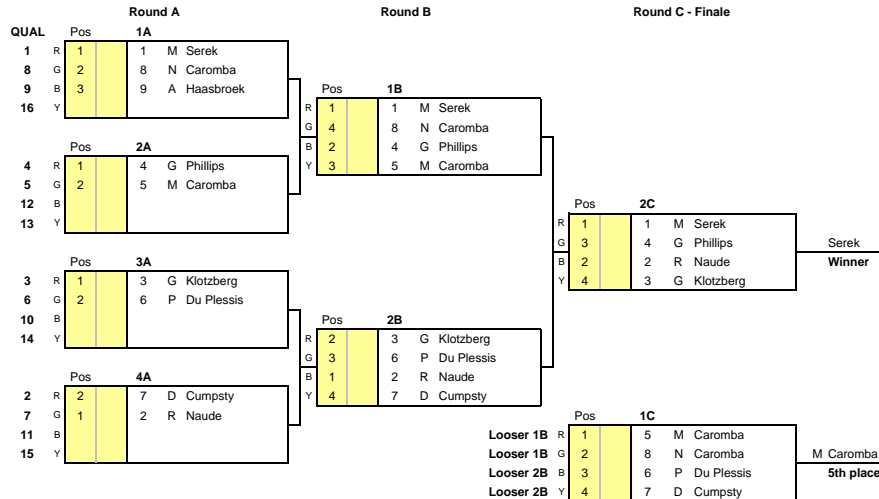 Round A Round B Round C - Finale
QUAL Pos 1A
1 R 1 1 M Serek
8 G 2 8 N Caromba
9 B 3 9 A Haasbroek
16 Y
Pos 2A
4 R 1 4 G Phillips
5 G 2 5 M Caromba
12 B
13 Y
Pos 3A
3 R 1 3 G Klotzberg
6 G 2 6 P Du Plessis
10 B
14 Y
Pos 4A
2 R 2 7 D Cumpsty
7 G 1 2 R Naude
11 B
15 Y
Pos 1B
R 1 1 M Serek
G 4 8 N Caromba
B 2 4 G Phillips
Y 3 5 M Caromba
Pos 2B
R 2 3 G Klotzberg
G 3 6 P Du Plessis
B 1 2 R Naude
Y 4 7 D Cumpsty
Pos 2C
R 1 1 M Serek
G 3 4 G Phillips
B 2 2 R Naude
Y 4 3 G Klotzberg
Serek
Winner
Pos 1C
Looser 1B R 1 5 M Caromba
Looser 1B G 2 8 N Caromba
Looser 2B B 3 6 P Du Plessis
Looser 2B Y 4 7 D Cumpsty
M Caromba
5th place